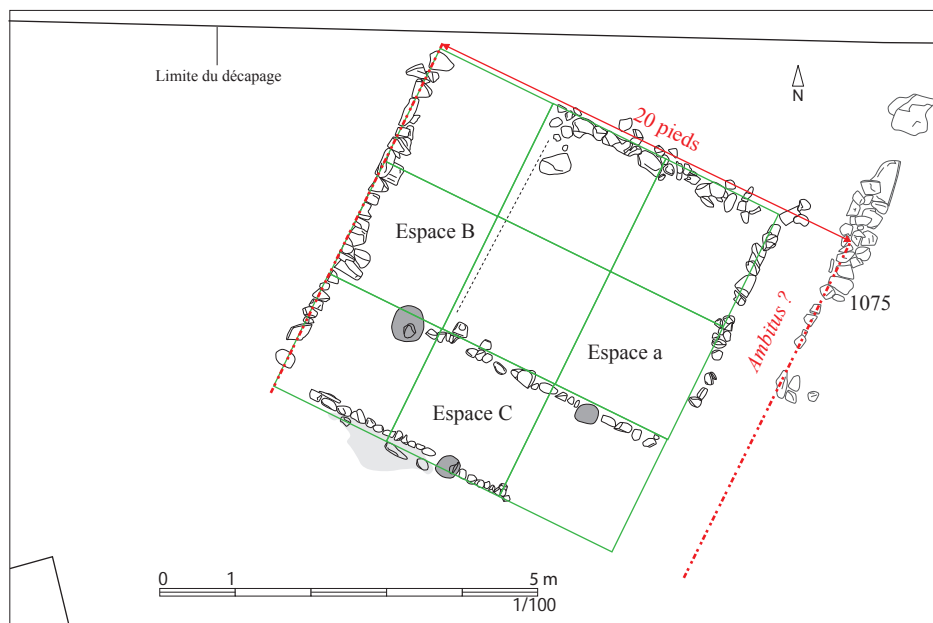 Limite du décapage
N
20 pieds
Espace B
1075
Ambitus ?
Espace a
Espace C
0 1 5 m
1/100